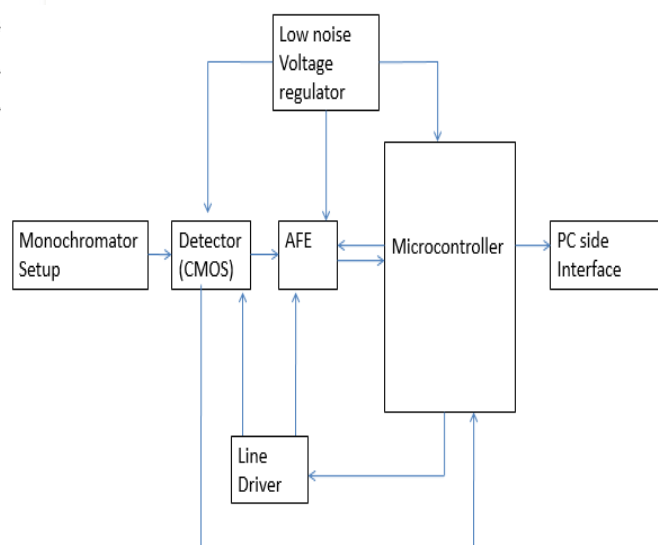 Low noise
Voltage
regulator
Monochromator
Setup
Detector
(CMOS)
AFE
Microcontroller
PC side
Interface
Line
Driver